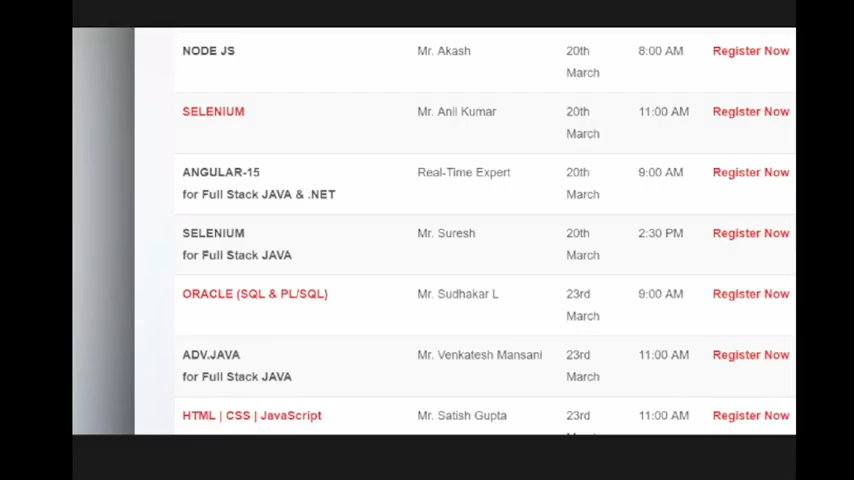 NODE JS Mr. Akash 20th March 8:00 AM Register Now
SELENIUM Mr. Anil Kumar 20th March 11:00 AM Register Now
ANGULAR-15 for Full Stack JAVA & .NET Real-Time Expert 20th March 9:00 AM Register Now
SELENIUM for Full Stack JAVA Mr. Suresh 20th March 2:30 PM Register Now
ORACLE (SQL & PL/SQL) Mr. Sudhakar L 23rd March 9:00 AM Register Now
ADV.JAVA for Full Stack JAVA Mr. Venkatesh Mansani 23rd March 11:00 AM Register Now
HTML | CSS | JavaScript Mr. Satish Gupta 23rd 11:00 AM Register Now